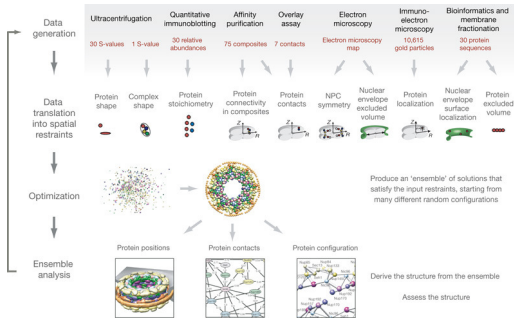 Data
generation
Ultracentrifugation
Quantitative
immunoblotting
Affinity
purification
Overlay
assay
Electron
microscopy
Immuno-
electron
microscopy
Bioinformatics and
membrane
fractionation
30 S-values
1 S-value
30 relative
abundances
75 composites
7 contacts
Electron microscopy
map
10,615
gold particles
30 protein
sequences
Data
translation
into spatial
restraints
Protein
shape
Complex
shape
Protein
stoichiometry
Protein
connectivity
in composites
Protein
contacts
NPC
symmetry
Nuclear
envelope
excluded
volume
Protein
localization
Nuclear
envelope
surface
localization
Protein
excluded
volume
Z
R
Z
R
Z
R
Z
R
Optimization
Produce an 'ensemble' of solutions that
satisfy the input restraints, starting from
many different random configurations
Ensemble
analysis
Protein positions
Protein contacts
Protein configuration
Derive the structure from the ensemble
Assess the structure